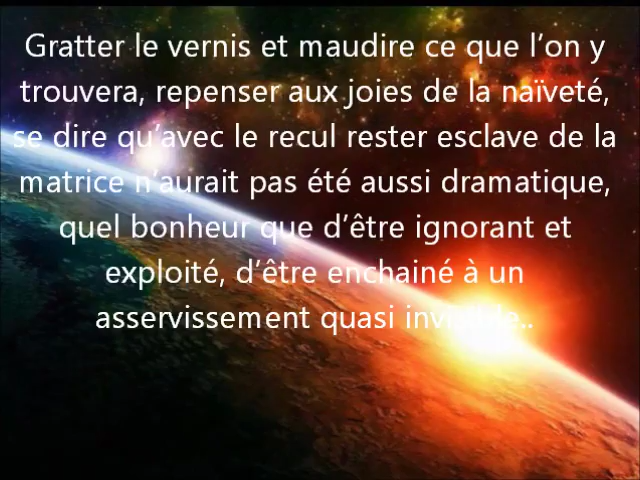 Gratter le vernis et maudire ce que l’on y
trouvera, repenser aux joies de la naïveté,
se dire qu’avec le recul rester esclave de la
matrice n’aurait pas été aussi dramatique,
quel bonheur que d’être ignorant et
exploité, d’être enchainé à un
asservissement quasi invisible..